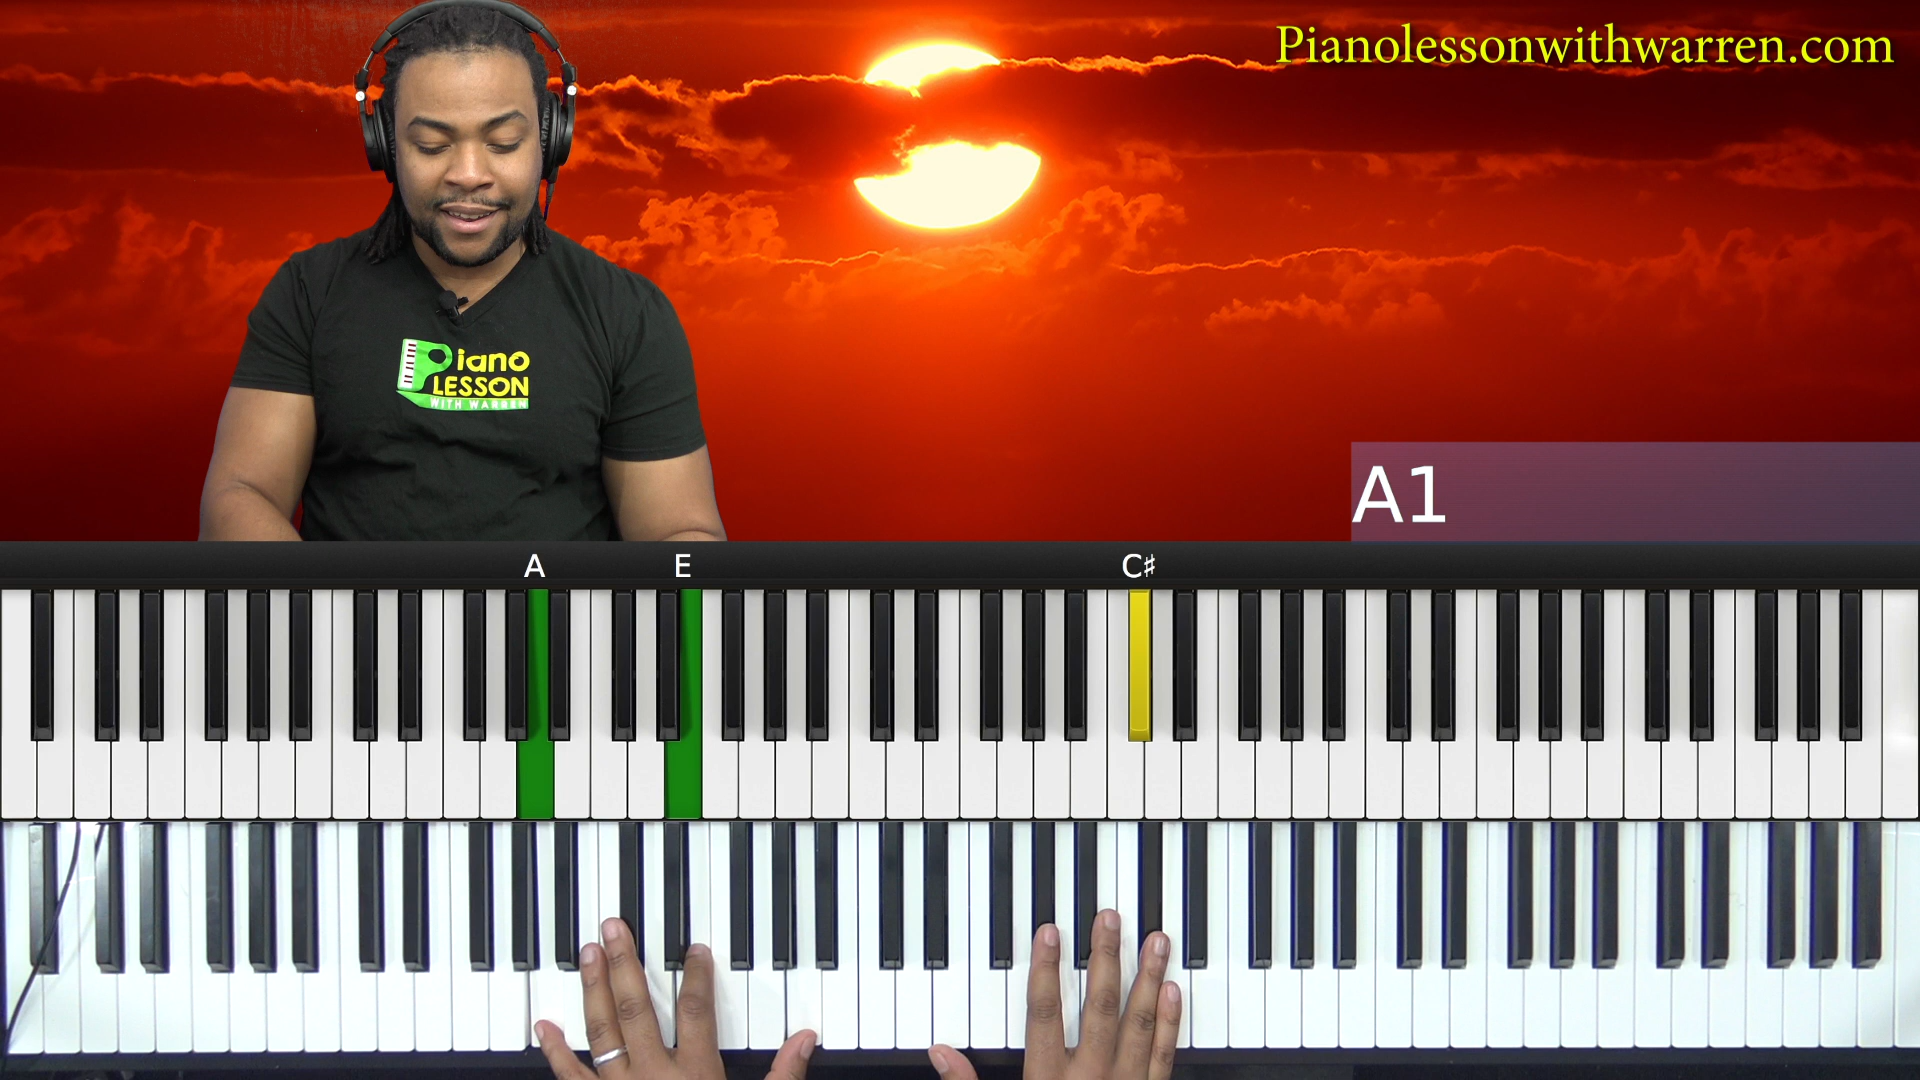 Pianolessonwithwarren.com
Piano
LESSON
WITH WARREN
A1
A E C♯